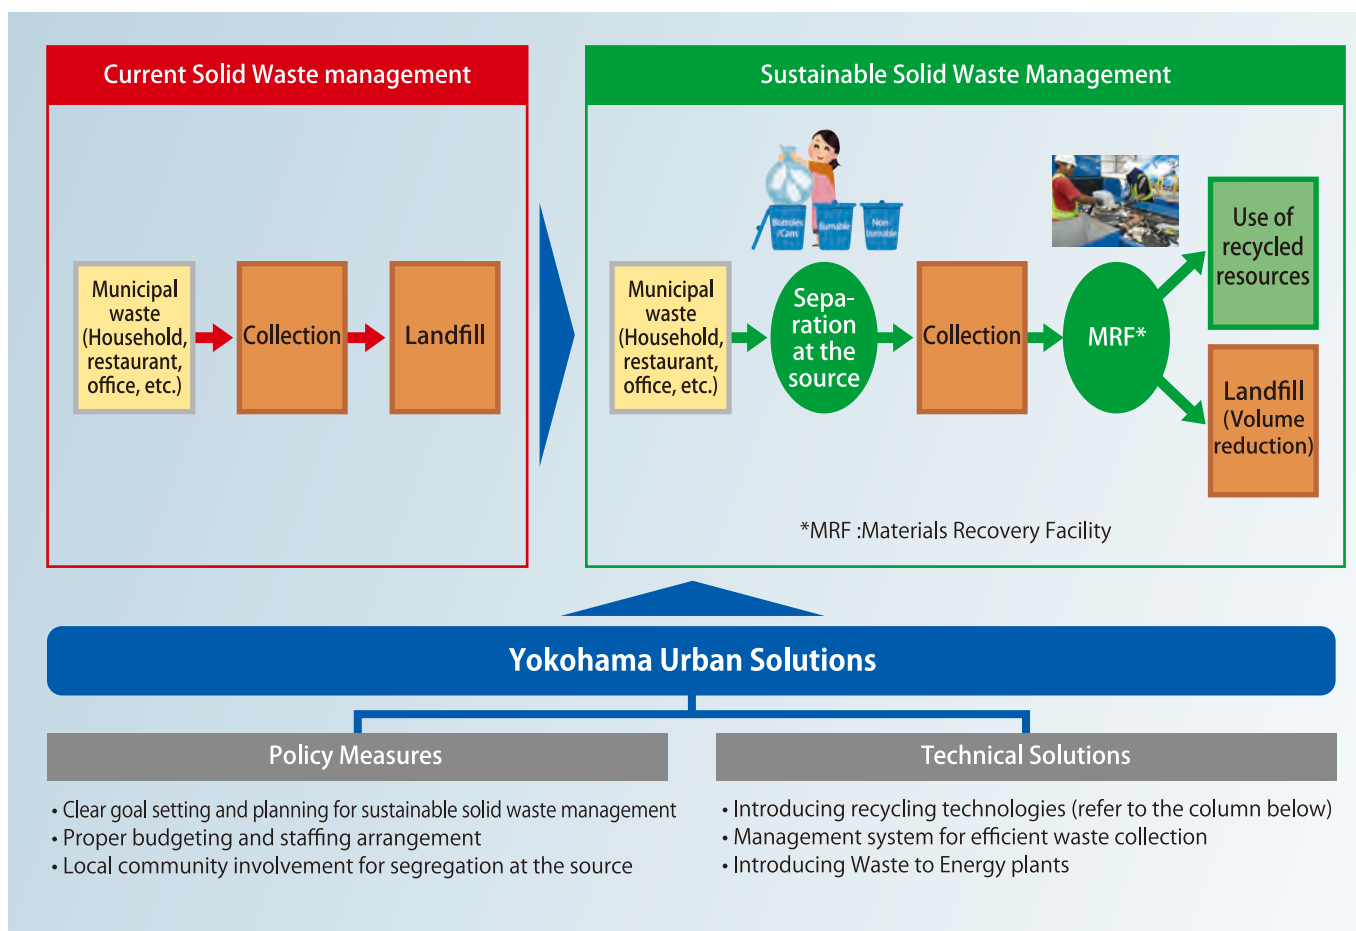 Current Solid Waste management
Municipal
waste
(Household,
restaurant,
office, etc.)
Collection
Landfill
Sustainable Solid Waste Management
Bottoles
/Cans
Burnable
Non-
burnable
Municipal
waste
(Household,
restaurant,
office, etc.)
Sepa-
ration
at the
source
Collection
MRF*
Use of
recycled
resources
Landfill
(Volume
reduction)
*MRF :Materials Recovery Facility
Yokohama Urban Solutions
Policy Measures
• Clear goal setting and planning for sustainable solid waste management
• Proper budgeting and staffing arrangement
• Local community involvement for segregation at the source
Technical Solutions
• Introducing recycling technologies (refer to the column below)
• Management system for efficient waste collection
• Introducing Waste to Energy plants